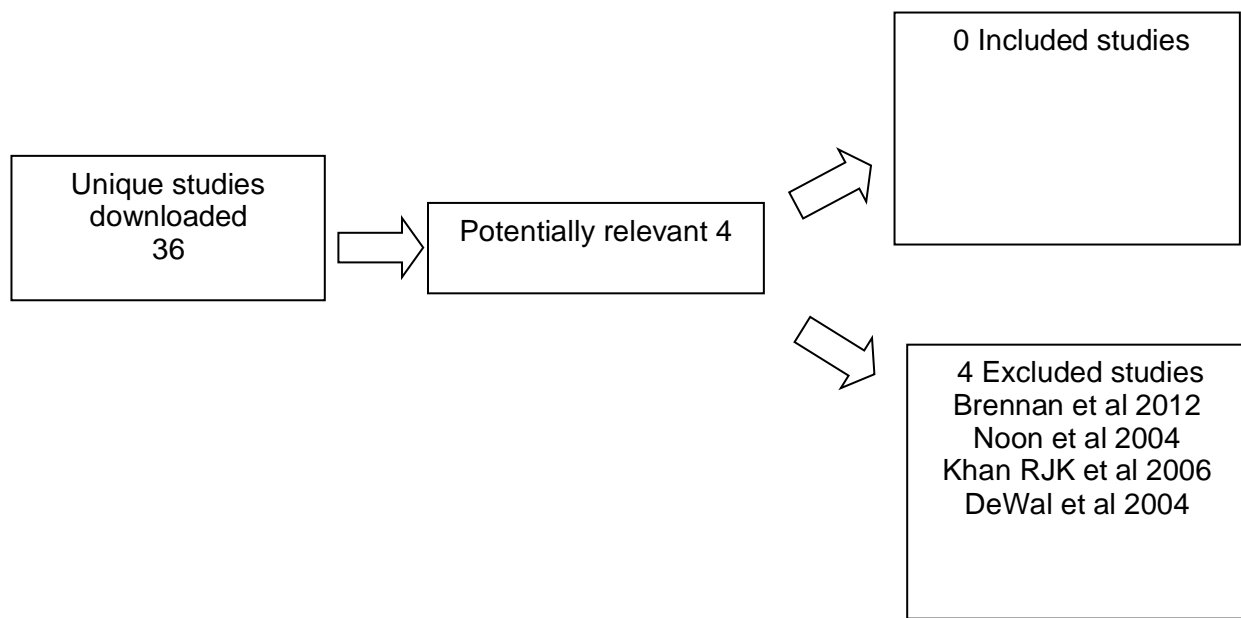 Unique studies
downloaded
36
Potentially relevant 4
0 Included studies
4 Excluded studies
Brennan et al 2012
Noon et al 2004
Khan RJK et al 2006
DeWal et al 2004